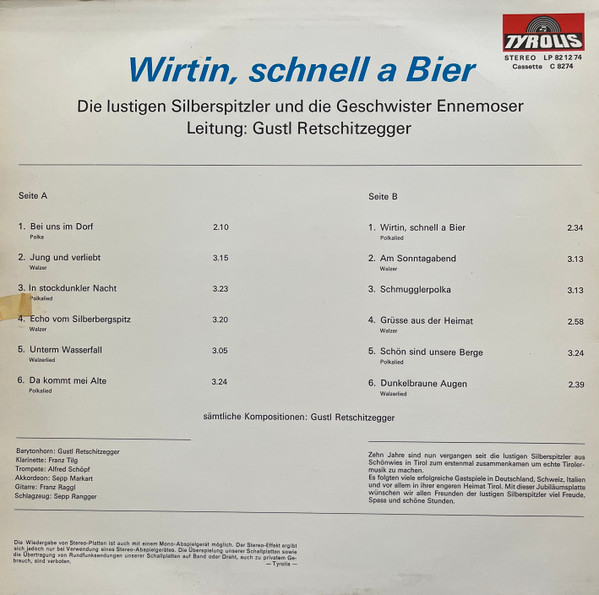 TYROLIS
STEREO LP 82 12 74
Cassette C 8274
Wirtin, schnell a Bier
Die lustigen Silberspitzler und die Geschwister Ennemoser
Leitung: Gustl Retschitzegger
Seite A
1. Bei uns im Dorf 2.10
Polka
2. Jung und verliebt 3.15
Walzer
3. In stockdunkler Nacht 3.23
Polkalied
4. Echo vom Silberbergspitz 3.20
Walzer
5. Unterm Wasserfall 3.05
Walzerlied
6. Da kommt mei Alte 3.24
Polkalied
Seite B
1. Wirtin, schnell a Bier 2.34
Polkalied
2. Am Sonntagabend 3.13
Walzer
3. Schmugglerpolka 3.13
4. Grüsse aus der Heimat 2.58
Walzer
5. Schön sind unsere Berge 3.24
Polkalied
6. Dunkelbraune Augen 2.39
Walzerlied
sämtliche Kompositionen: Gustl Retschitzegger
Barytonhorn: Gustl Retschitzegger
Klarinette: Franz Tilg
Trompete: Alfred Schöpf
Akkordeon: Sepp Markart
Gitarre: Franz Raggl
Schlagzeug: Sepp Rangger
Zehn Jahre sind nun vergangen seit die lustigen Silberspitzler aus
Schönwies in Tirol zum erstenmal zusammenkamen um echte Tiroler-
musik zu machen.
Es folgten viele erfolgreiche Gastspiele in Deutschland, Schweiz, Italien
und vor allem in ihrer engeren Heimat Tirol. Mit dieser Jubiläumsplatte
wünschen wir allen Freunden der lustigen Silberspitzler viel Freude,
Spass und schöne Stunden.
Die Wiedergabe von Stereo-Platten ist auch mit einem Mono-Abspielgerät möglich. Der Stereo-Effekt ergibt
sich jedoch nur bei Verwendung eines Stereo-Abspielgerätes. Die Überspielung unserer Schallplatten sowie
die Übertragung von Rundfunksendungen unserer Schallplatten auf Band oder Draht, auch zu privatem Ge-
brauch, sind verboten.
— Tyrolis —